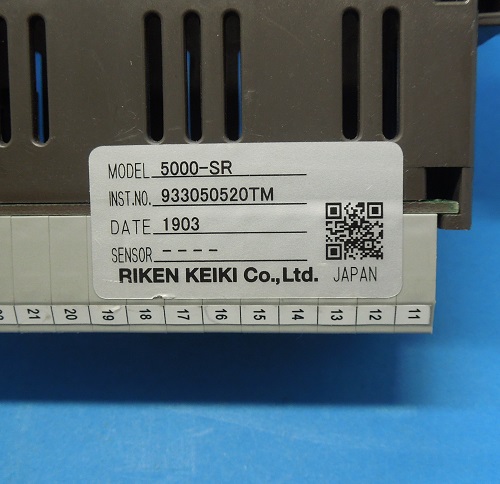 MODEL 5000-SR
INST.NO. 933050520TM
DATE 1903
SENSOR ----
RIKEN KEIKI Co.,Ltd. JAPAN
21 20 19 18 17 16 15 14 13 12 11